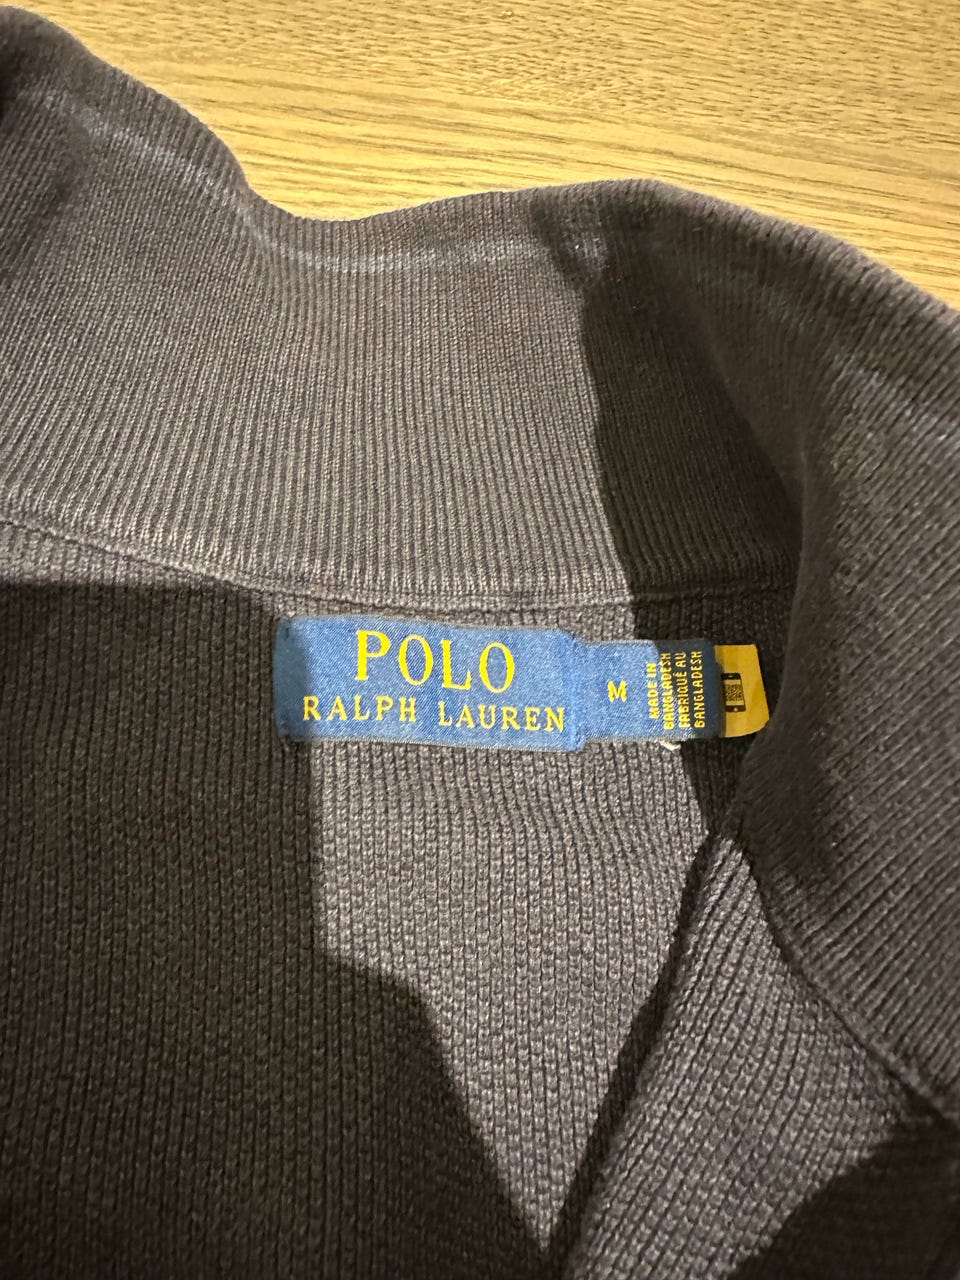 POLO
RALPH LAUREN
M
MADE IN
BANGLADESH
FABRIQUÉ AU
BANGLADESH